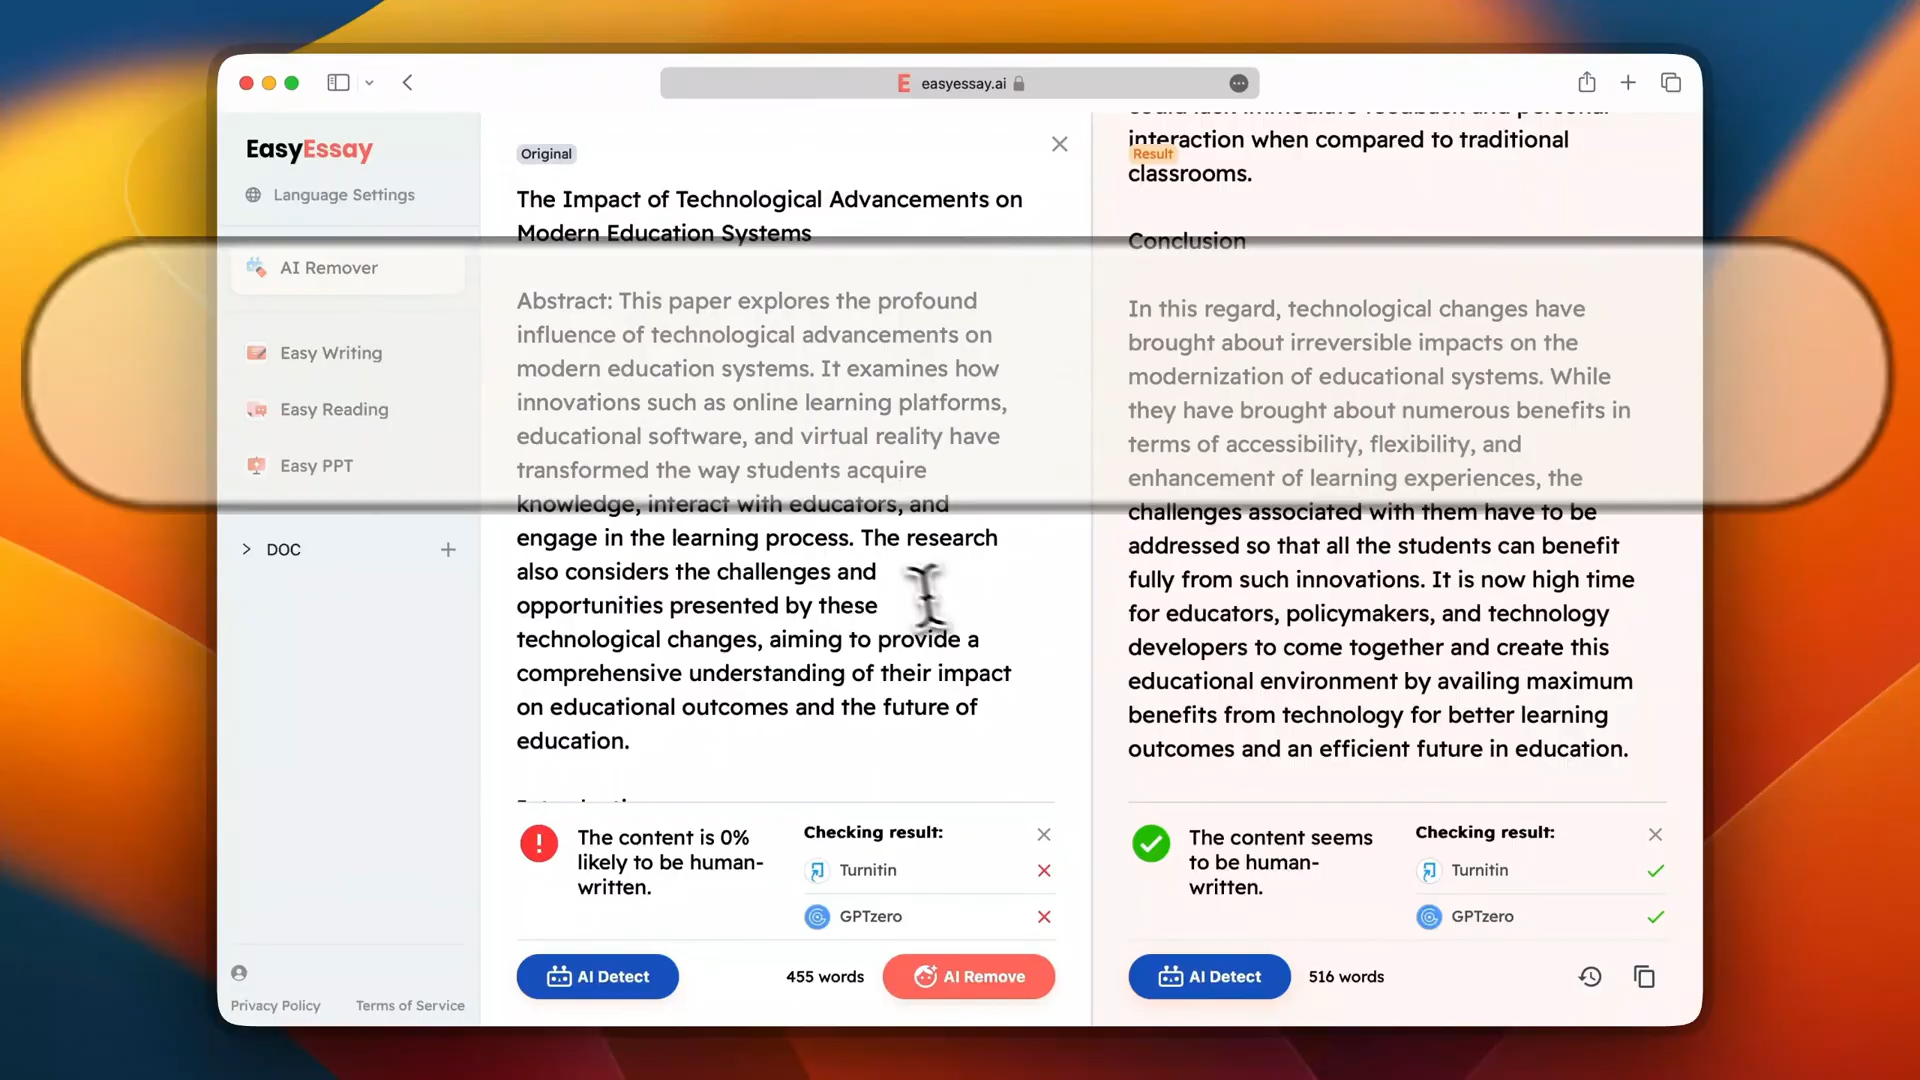 easyessay.ai
EasyEssay
Language Settings
AI Remover
Easy Writing
Easy Reading
Easy PPT
DOC
Privacy Policy
Terms of Service
Original
The Impact of Technological Advancements on
Modern Education Systems
Abstract: This paper explores the profound
influence of technological advancements on
modern education systems. It examines how
innovations such as online learning platforms,
educational software, and virtual reality have
transformed the way students acquire
knowledge, interact with educators, and
engage in the learning process. The research
also considers the challenges and
opportunities presented by these
technological changes, aiming to provide a
comprehensive understanding of their impact
on educational outcomes and the future of
education.
The content is 0%
likely to be human-
written.
Checking result:
Turnitin
GPTzero
AI Detect
455 words
AI Remove
interaction when compared to traditional
Result
classrooms.
Conclusion
In this regard, technological changes have
brought about irreversible impacts on the
modernization of educational systems. While
they have brought about numerous benefits in
terms of accessibility, flexibility, and
enhancement of learning experiences, the
challenges associated with them have to be
addressed so that all the students can benefit
fully from such innovations. It is now high time
for educators, policymakers, and technology
developers to come together and create this
educational environment by availing maximum
benefits from technology for better learning
outcomes and an efficient future in education.
The content seems
to be human-
written.
Checking result:
Turnitin
GPTzero
AI Detect
516 words